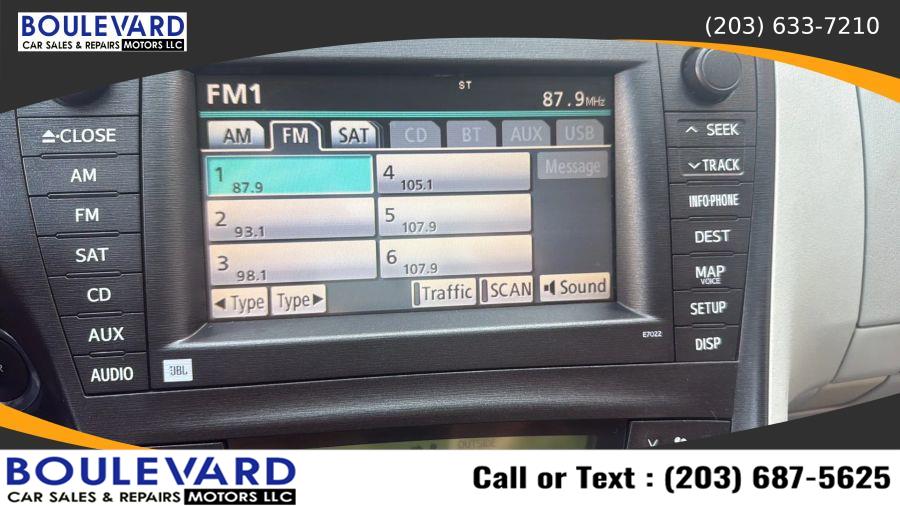 BOULEVARD
CAR SALES & REPAIRS MOTORS LLC
(203) 633-7210
FM1
ST
87.9MHz
AM FM SAT CD BT AUX USB
1 87.9
4 105.1
Message
2 93.1
5 107.9
3 98.1
6 107.9
◀Type Type▶ Traffic SCAN Sound
E7022
JBL
⏏·CLOSE
AM
FM
SAT
CD
AUX
AUDIO
SEEK
TRACK
INFO·PHONE
DEST
MAP
VOICE
SETUP
DISP
OUTSIDE
BOULEVARD
CAR SALES & REPAIRS MOTORS LLC
Call or Text : (203) 687-5625